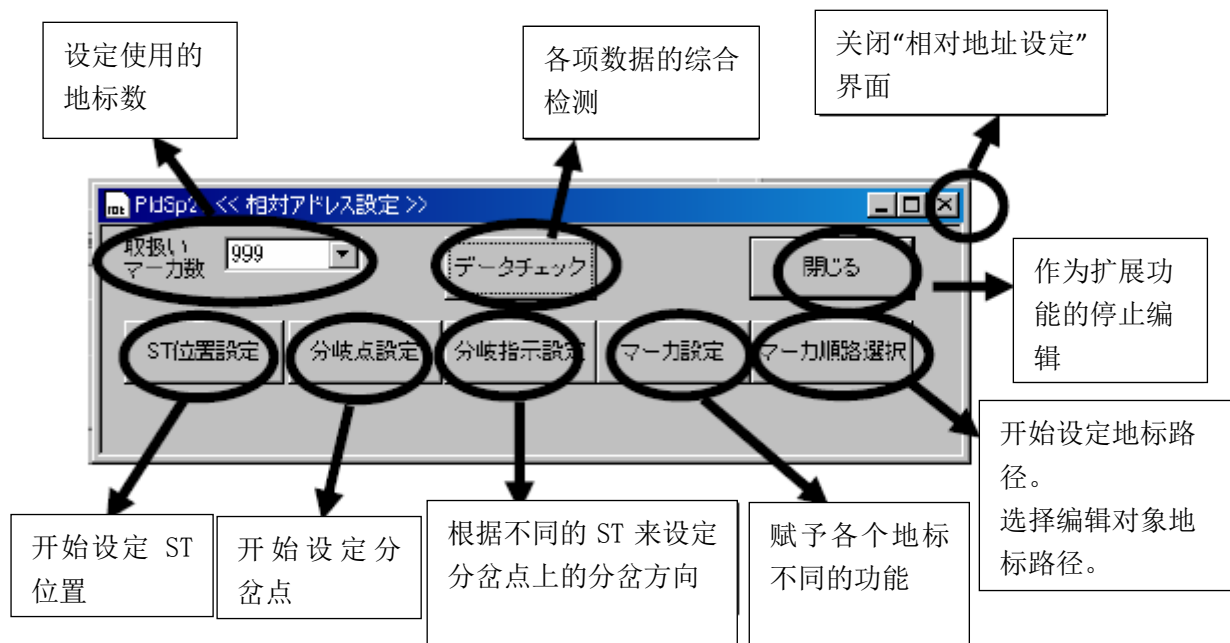 设定使用的
地标数
各项数据的综合
检测
关闭“相对地址设定”
界面
PldSp2 << 相対アドレス設定 >>
取扱い
マーカ数
999
データチェック
閉じる
ST位置設定
分岐点設定
分岐指示設定
マーカ設定
マーカ順路選択
作为扩展功
能的停止编
辑
开始设定地标路
径。
选择编辑对象地
标路径。
开始设定 ST
位置
开始设定分
岔点
根据不同的 ST 来设定
分岔点上的分岔方向
赋予各个地标
不同的功能